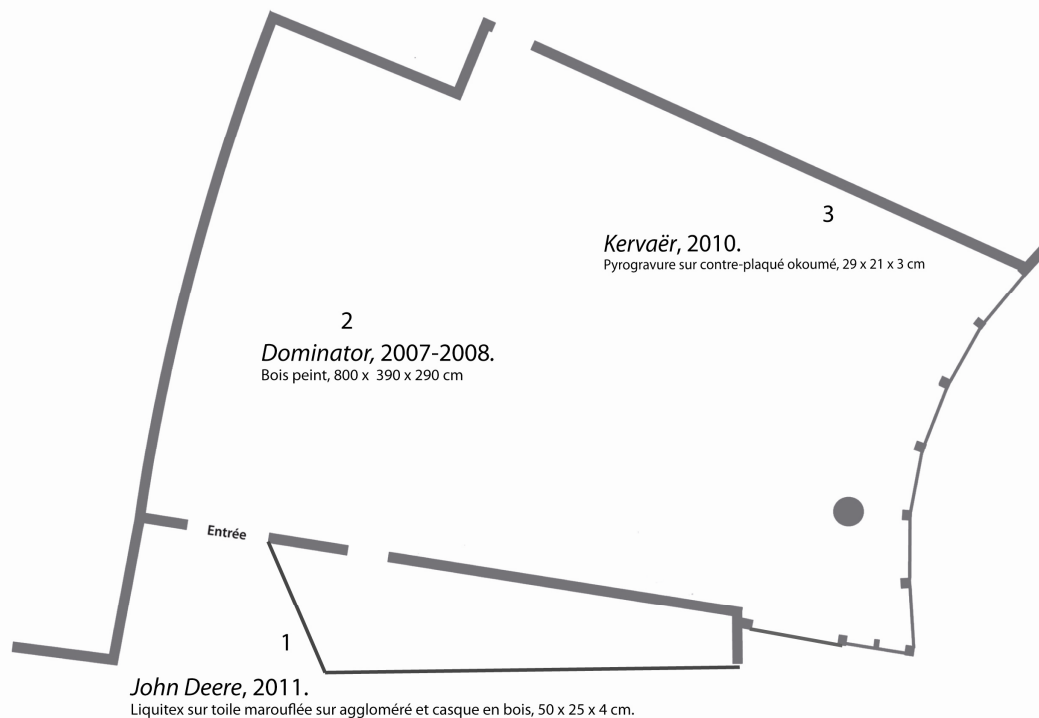 3
Kervaër, 2010.
Pyrogravure sur contre-plaqué okoumé, 29 x 21 x 3 cm
2
Dominator, 2007-2008.
Bois peint, 800 x 390 x 290 cm
Entrée
1
John Deere, 2011.
Liquitex sur toile marouflée sur aggloméré et casque en bois, 50 x 25 x 4 cm.